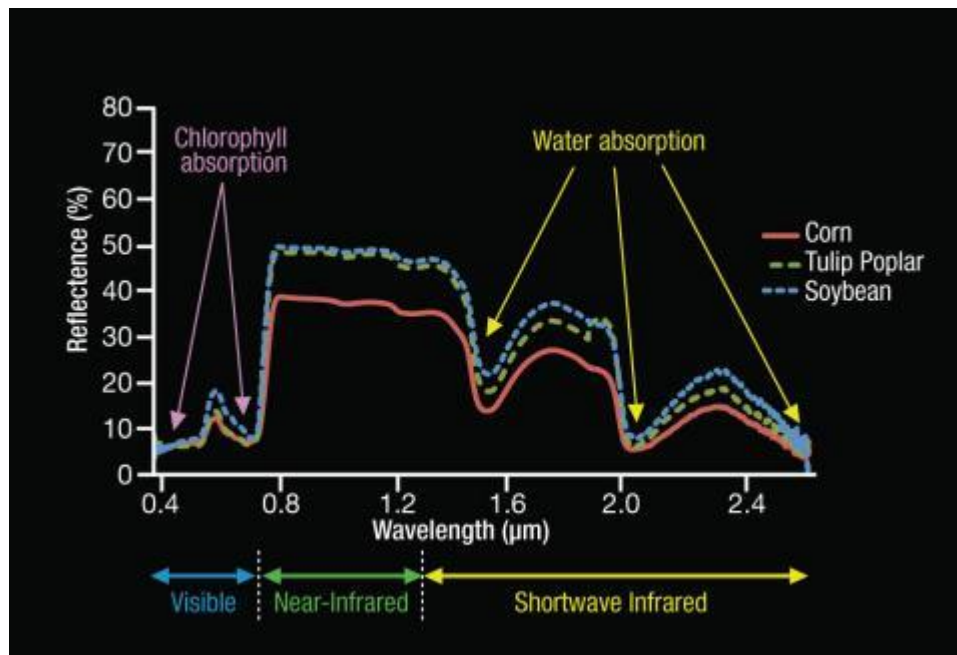 80
70
60
50
40
30
20
10
0
Reflectence (%)
Chlorophyll
absorption
Water absorption
Corn
Tulip Poplar
Soybean
0.4 0.8 1.2 1.6 2.0 2.4
Wavelength (μm)
Visible Near-Infrared Shortwave Infrared